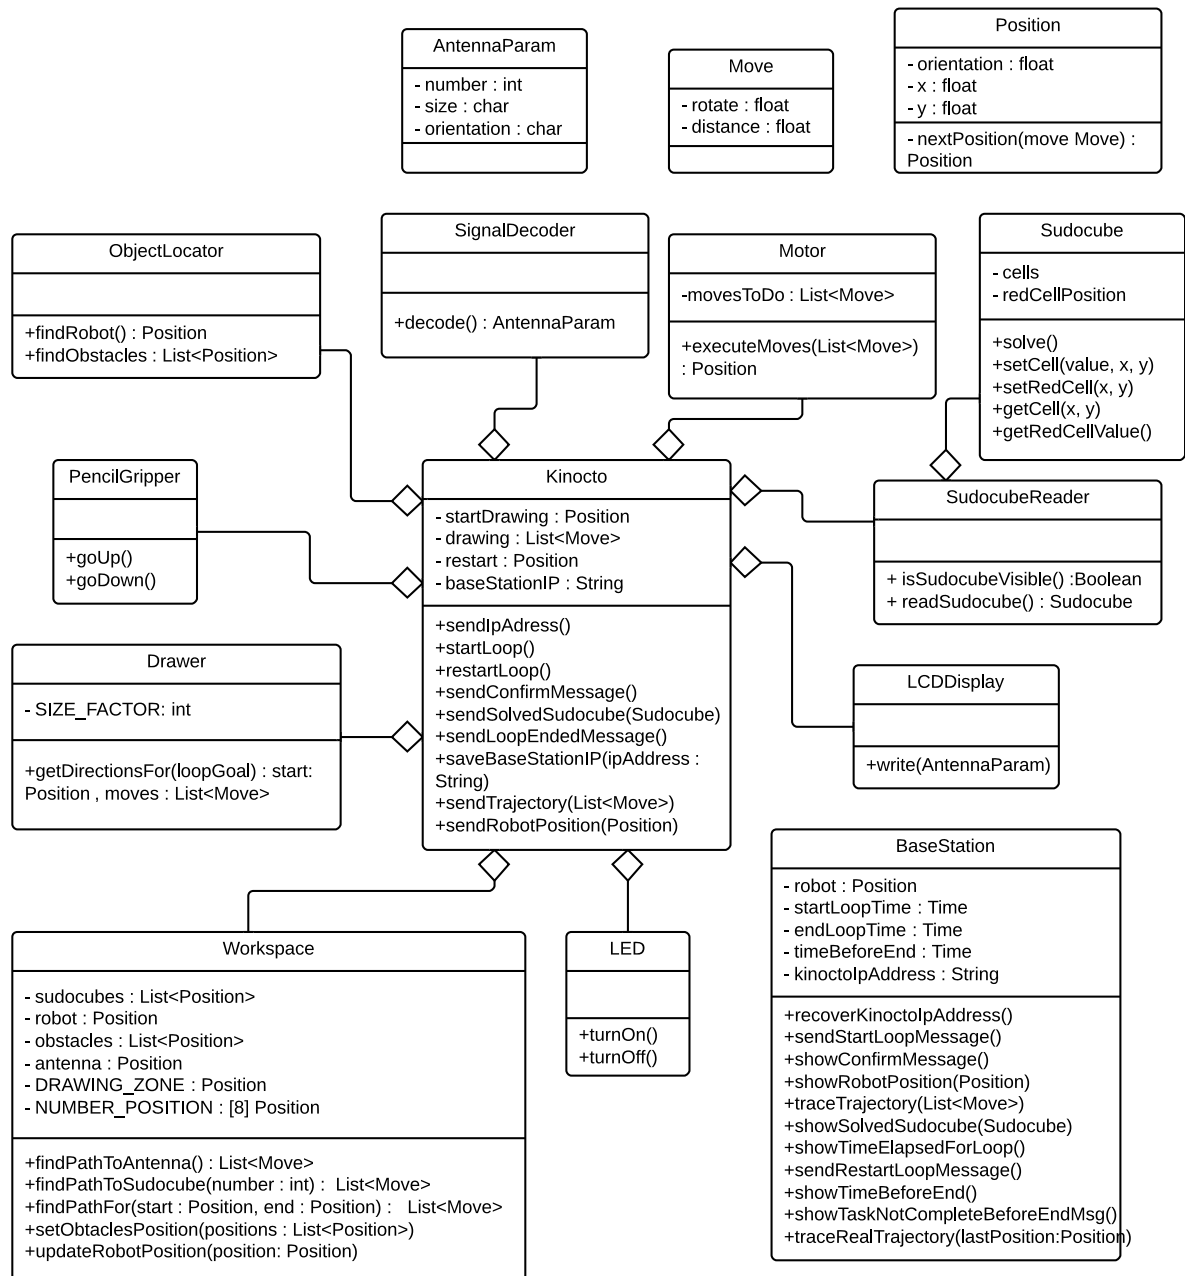 AntennaParam
- number : int
- size : char
- orientation : char
Move
- rotate : float
- distance : float
Position
- orientation : float
- x : float
- y : float
- nextPosition(move Move) :
Position
ObjectLocator
+findRobot() : Position
+findObstacles : List<Position>
SignalDecoder
+decode() : AntennaParam
Motor
-movesToDo : List<Move>
+executeMoves(List<Move>)
: Position
Sudocube
- cells
- redCellPosition
+solve()
+setCell(value, x, y)
+setRedCell(x, y)
+getCell(x, y)
+getRedCellValue()
PencilGripper
+goUp()
+goDown()
Kinocto
- startDrawing : Position
- drawing : List<Move>
- restart : Position
- baseStationIP : String
+sendIpAdress()
+startLoop()
+restartLoop()
+sendConfirmMessage()
+sendSolvedSudocube(Sudocube)
+sendLoopEndedMessage()
+saveBaseStationIP(ipAddress :
String)
+sendTrajectory(List<Move>)
+sendRobotPosition(Position)
SudocubeReader
+ isSudocubeVisible() :Boolean
+ readSudocube() : Sudocube
Drawer
- SIZE_FACTOR: int
+getDirectionsFor(loopGoal) : start:
Position , moves : List<Move>
LCDDisplay
+write(AntennaParam)
Workspace
- sudocubes : List<Position>
- robot : Position
- obstacles : List<Position>
- antenna : Position
- DRAWING_ZONE : Position
- NUMBER_POSITION : [8] Position
+findPathToAntenna() : List<Move>
+findPathToSudocube(number : int) : List<Move>
+findPathFor(start : Position, end : Position) : List<Move>
+setObtaclesPosition(positions : List<Position>)
+updateRobotPosition(position: Position)
LED
+turnOn()
+turnOff()
BaseStation
- robot : Position
- startLoopTime : Time
- endLoopTime : Time
- timeBeforeEnd : Time
- kinoctoIpAddress : String
+recoverKinoctoIpAddress()
+sendStartLoopMessage()
+showConfirmMessage()
+showRobotPosition(Position)
+traceTrajectory(List<Move>)
+showSolvedSudocube(Sudocube)
+showTimeElapsedForLoop()
+sendRestartLoopMessage()
+showTimeBeforeEnd()
+showTaskNotCompleteBeforeEndMsg()
+traceRealTrajectory(lastPosition:Position)